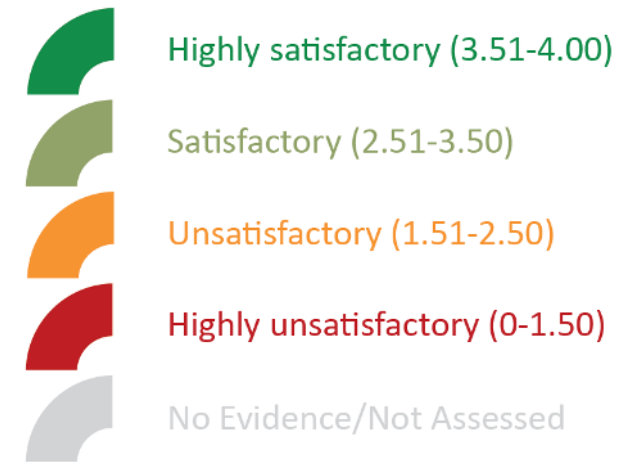 Highly satisfactory (3.51-4.00)
Satisfactory (2.51-3.50)
Unsatisfactory (1.51-2.50)
Highly unsatisfactory (0-1.50)
No Evidence/Not Assessed